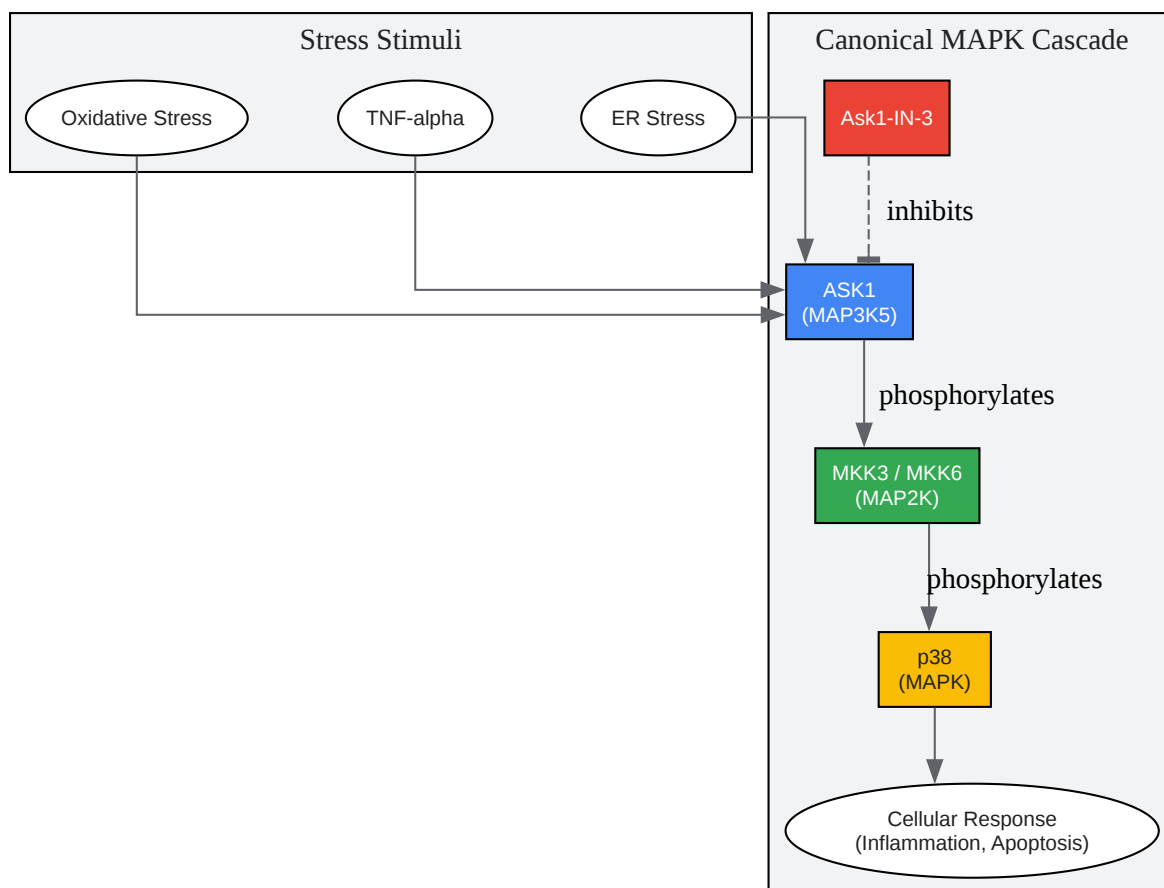 Stress Stimuli
Canonical MAPK Cascade
Oxidative Stress
TNF-alpha
ER Stress
Ask1-IN-3
inhibits
ASK1
(MAP3K5)
phosphorylates
MKK3 / MKK6
(MAP2K)
phosphorylates
p38
(MAPK)
Cellular Response
(Inflammation, Apoptosis)